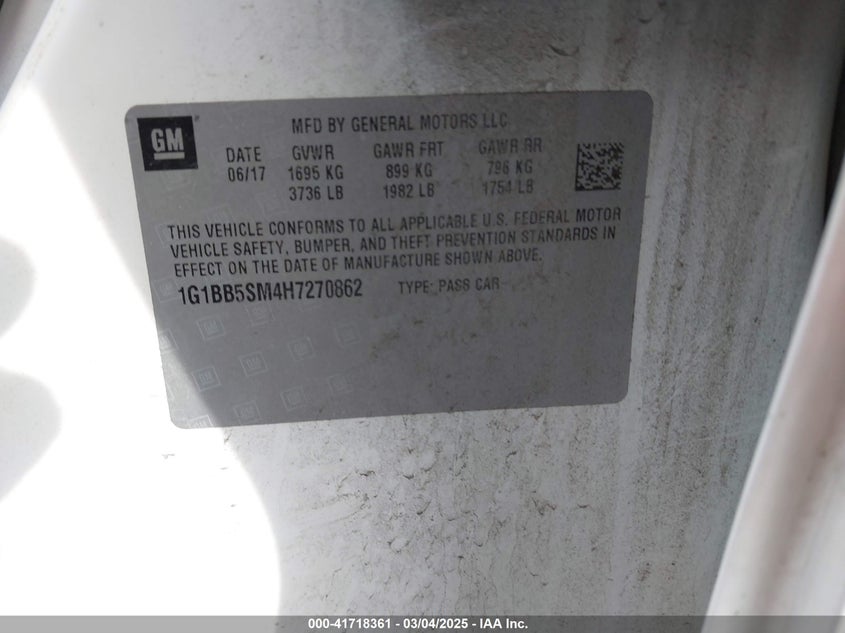 GM
MFD BY GENERAL MOTORS LLC
DATE GVWR GAWR FRT GAWR RR
06/17 1695 KG 899 KG 796 KG
3736 LB 1982 LB 1754 LB
THIS VEHICLE CONFORMS TO ALL APPLICABLE U.S. FEDERAL MOTOR
VEHICLE SAFETY, BUMPER, AND THEFT PREVENTION STANDARDS IN
EFFECT ON THE DATE OF MANUFACTURE SHOWN ABOVE.
1G1BB5SM4H7270862 TYPE: PASS CAR
000-41718361 - 03/04/2025 - IAA Inc.